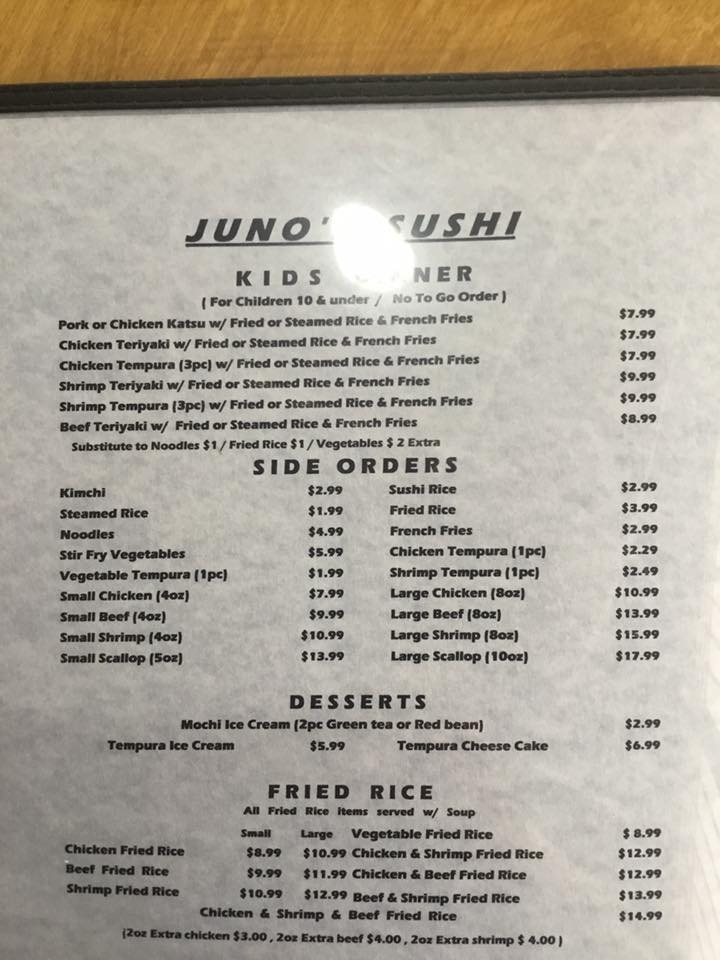 JUNO' SUSHI
KIDS NER
( For Children 10 & under / No To Go Order )
Pork or Chicken Katsu w/ Fried or Steamed Rice & French Fries $7.99
Chicken Teriyaki w/ Fried or Steamed Rice & French Fries $7.99
Chicken Tempura (3pc) w/ Fried or Steamed Rice & French Fries $7.99
Shrimp Teriyaki w/ Fried or Steamed Rice & French Fries $9.99
Shrimp Tempura (3pc) w/ Fried or Steamed Rice & French Fries $9.99
Beef Teriyaki w/ Fried or Steamed Rice & French Fries $8.99
Substitute to Noodles $1 / Fried Rice $1 / Vegetables $ 2 Extra
SIDE ORDERS
Kimchi $2.99 Sushi Rice $2.99
Steamed Rice $1.99 Fried Rice $3.99
Noodles $4.99 French Fries $2.99
Stir Fry Vegetables $5.99 Chicken Tempura (1pc) $2.29
Vegetable Tempura (1pc) $1.99 Shrimp Tempura (1pc) $2.49
Small Chicken (4oz) $7.99 Large Chicken (8oz) $10.99
Small Beef (4oz) $9.99 Large Beef (8oz) $13.99
Small Shrimp (4oz) $10.99 Large Shrimp (8oz) $15.99
Small Scallop (5oz) $13.99 Large Scallop (10oz) $17.99
DESSERTS
Mochi Ice Cream (2pc Green tea or Red bean) $2.99
Tempura Ice Cream $5.99 Tempura Cheese Cake $6.99
FRIED RICE
All Fried Rice Items served w/ Soup
Small Large Vegetable Fried Rice $ 8.99
Chicken Fried Rice $8.99 $10.99 Chicken & Shrimp Fried Rice $12.99
Beef Fried Rice $9.99 $11.99 Chicken & Beef Fried Rice $12.99
Shrimp Fried Rice $10.99 $12.99 Beef & Shrimp Fried Rice $13.99
Chicken & Shrimp & Beef Fried Rice $14.99
(2oz Extra chicken $3.00 , 2oz Extra beef $4.00 , 2oz Extra shrimp $ 4.00 )